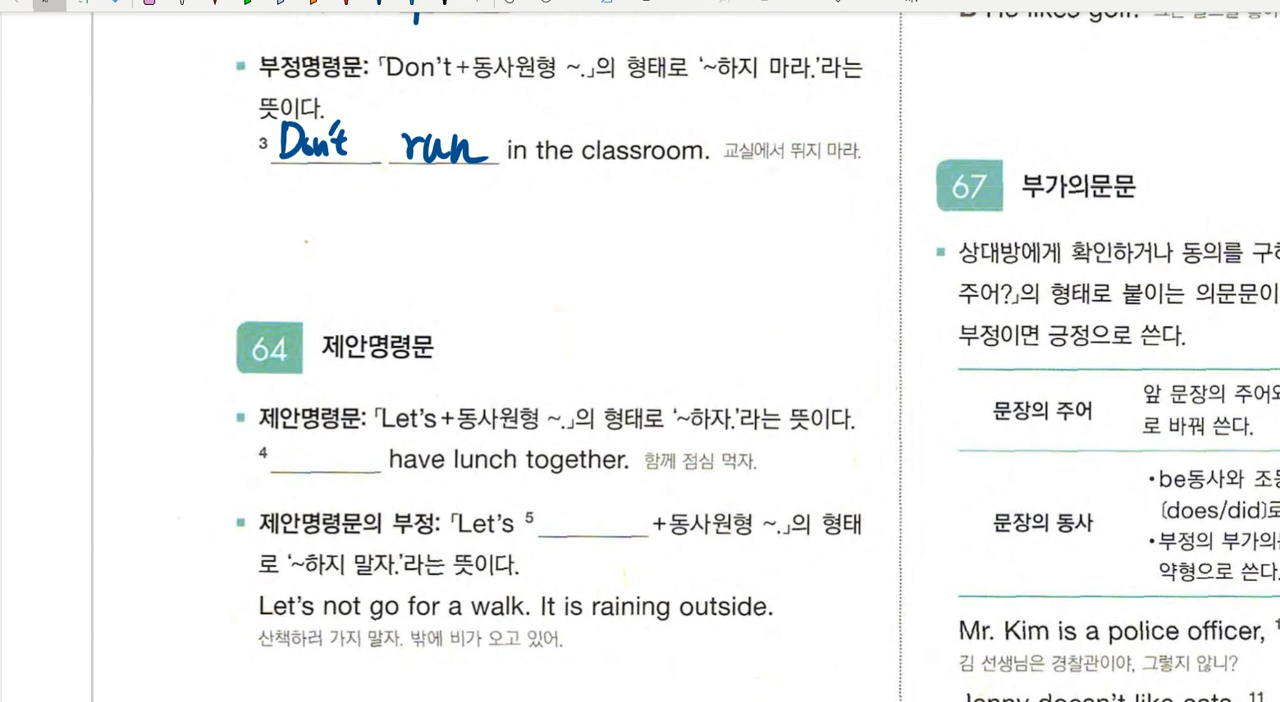 부정명령문: 「Don't+동사원형 ~.」의 형태로 '~하지 마라.'라는
뜻이다.
3 Don't run in the classroom. 교실에서 뛰지 마라.
64 제안명령문
제안명령문: 「Let's+동사원형 ~.」의 형태로 '~하자.'라는 뜻이다.
4 have lunch together. 함께 점심 먹자.
제안명령문의 부정: 「Let's 5 +동사원형 ~.」의 형태
로 '~하지 말자.'라는 뜻이다.
Let's not go for a walk. It is raining outside.
산책하러 가지 말자. 밖에 비가 오고 있어.
67 부가의문문
상대방에게 확인하거나 동의를
주어?」의 형태로 붙이는 의문문이
부정이면 긍정으로 쓴다.
문장의 주어
앞 문장의
로 바꿔 쓴다.
문장의 동사
•be동사와
(does/did)로
•부정의
약형으로 쓴다.
Mr. Kim is a police officer,
김 선생님은 경찰관이야, 그렇지 않니?